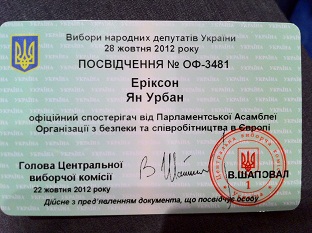 Вибори народних депутатів України
28 жовтня 2012 року
ПОСВІДЧЕННЯ № ОФ-3481
Еріксон
Ян Урбан
офіційний спостерігач від Парламентської Асамблеї
Організації з безпеки та співробітництва в Європі
Голова Центральної
виборчої комісії
22 жовтня 2012 року
В.ШАПОВАЛ
1
Дійсне з пред'явленням документа, що посвідчує особу